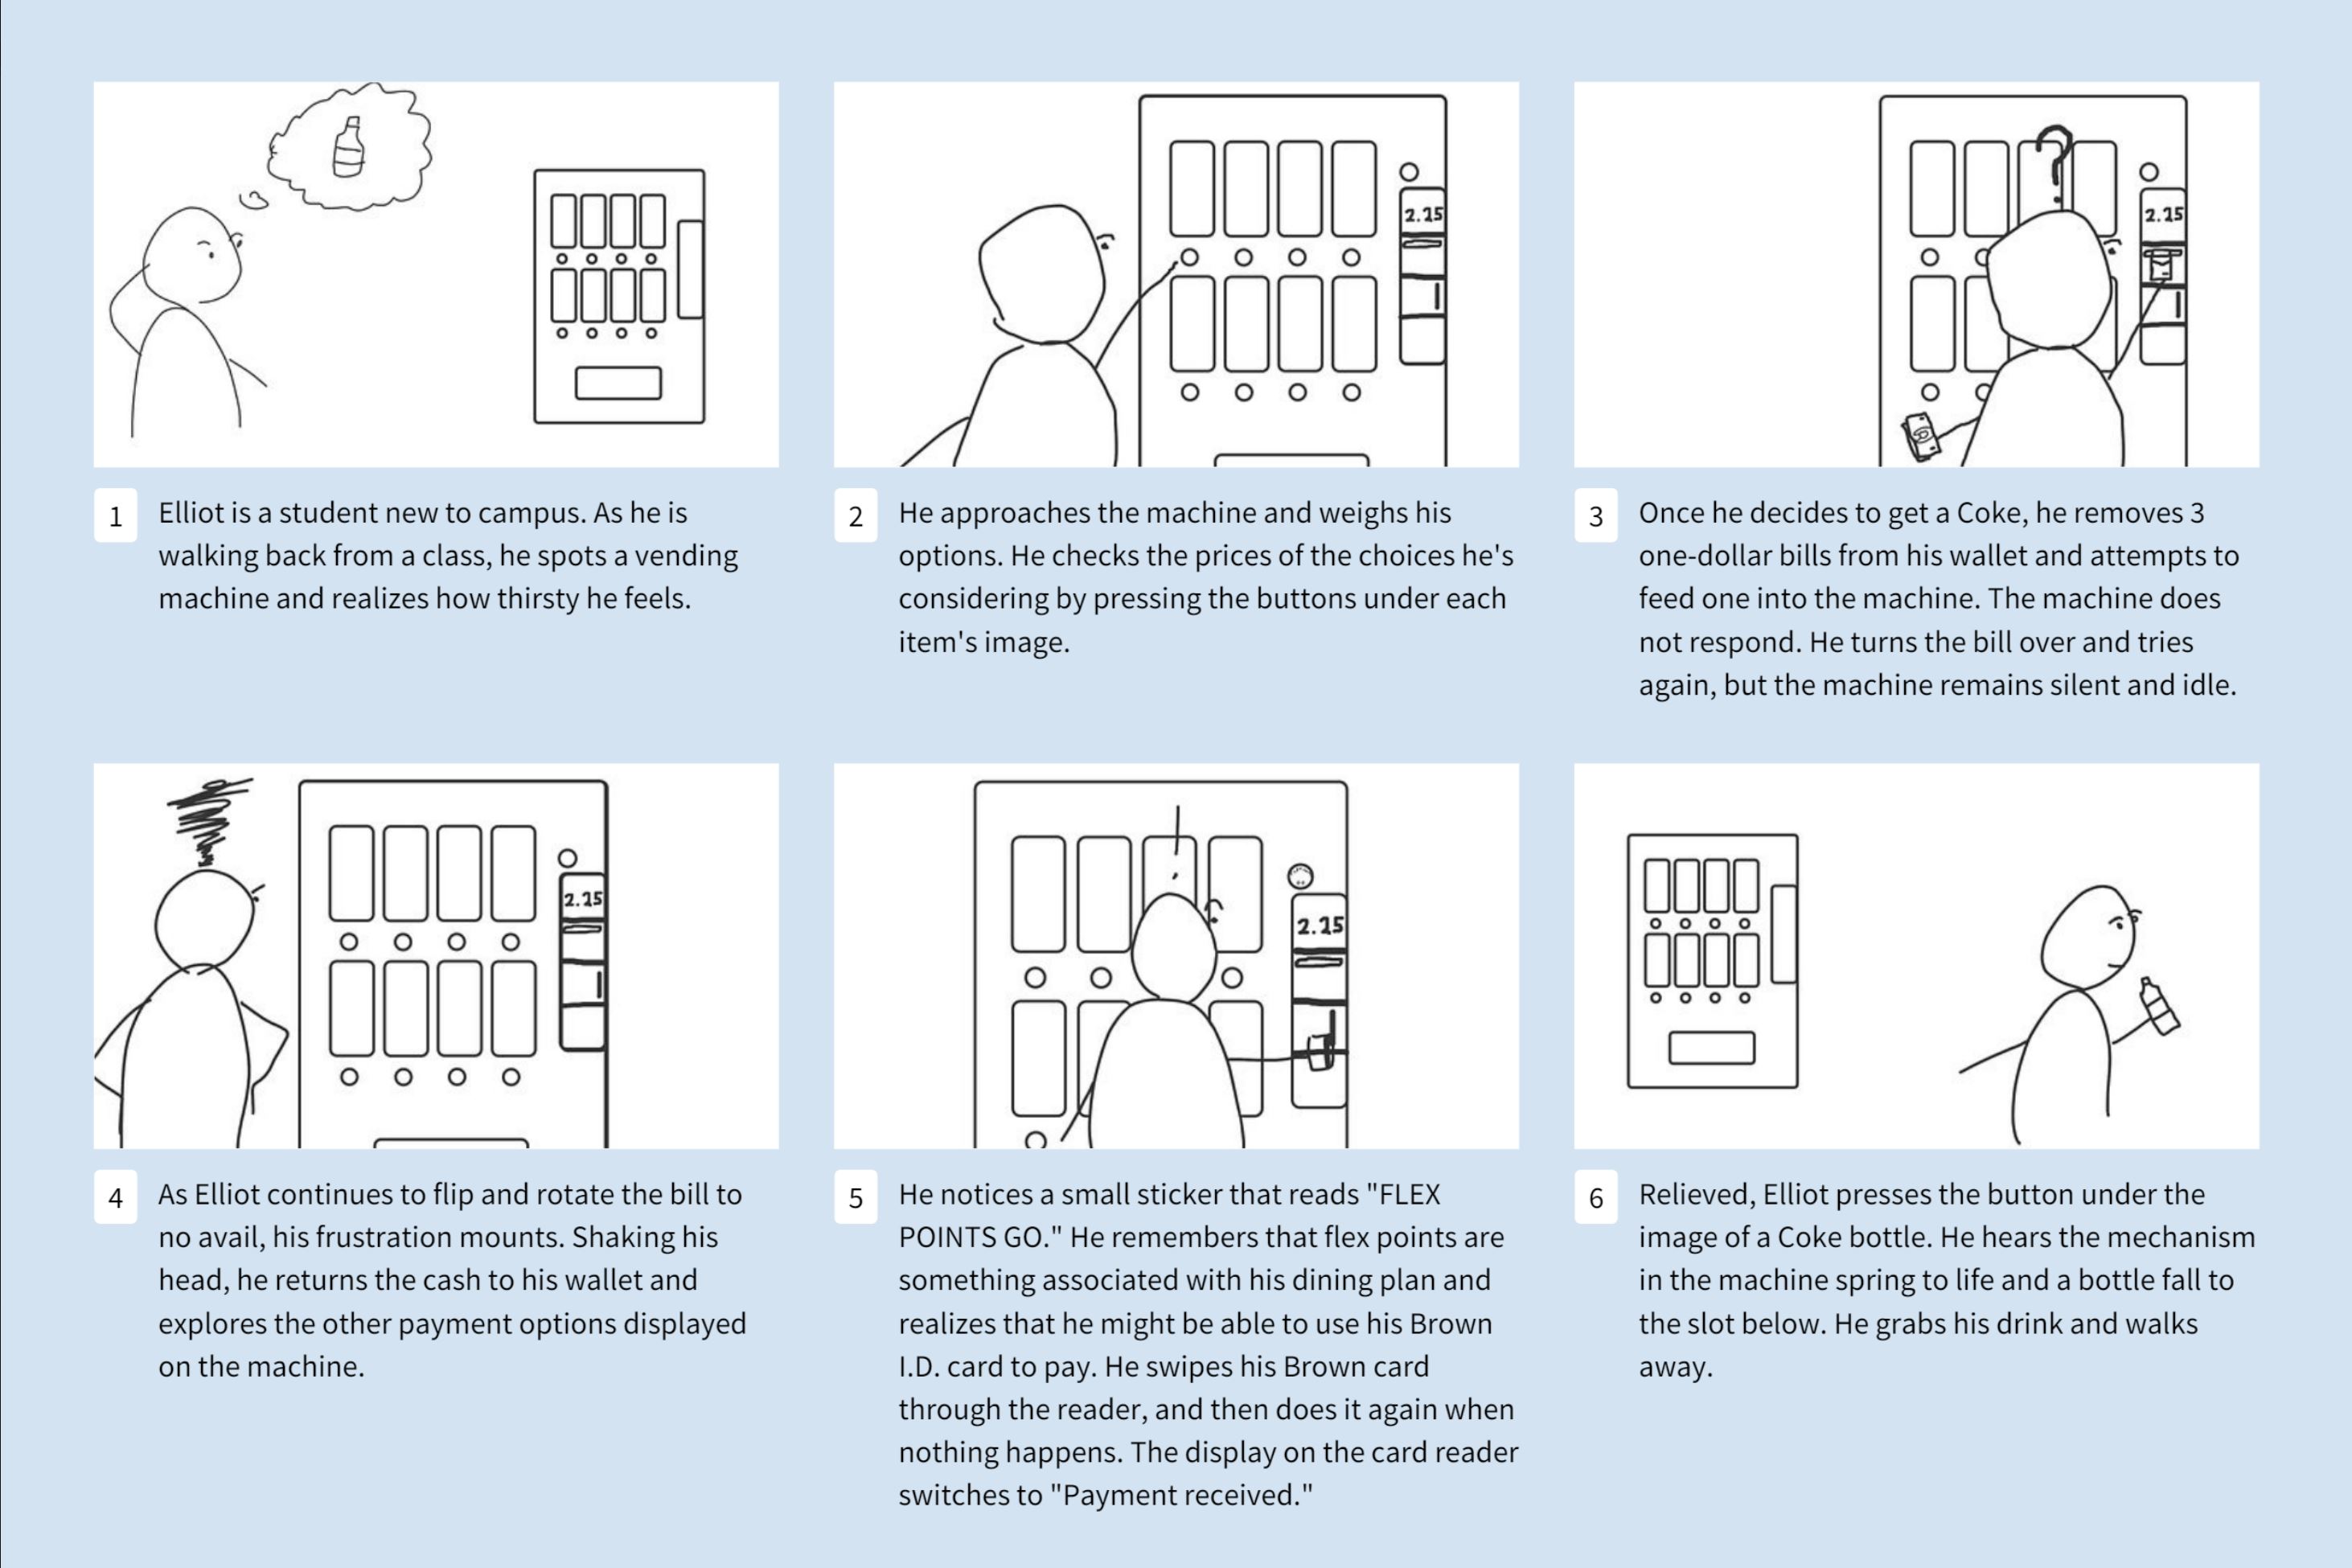 ?
2.25
2.25
1
Elliot is a student new to campus. As he is
walking back from a class, he spots a vending
machine and realizes how thirsty he feels.
2
He approaches the machine and weighs his
options. He checks the prices of the choices he's
considering by pressing the buttons under each
item's image.
3
Once he decides to get a Coke, he removes 3
one-dollar bills from his wallet and attempts to
feed one into the machine. The machine does
not respond. He turns the bill over and tries
again, but the machine remains silent and idle.
2.25
2.25
4
As Elliot continues to flip and rotate the bill to
no avail, his frustration mounts. Shaking his
head, he returns the cash to his wallet and
explores the other payment options displayed
on the machine.
5
He notices a small sticker that reads "FLEX
POINTS GO." He remembers that flex points are
something associated with his dining plan and
realizes that he might be able to use his Brown
I.D. card to pay. He swipes his Brown card
through the reader, and then does it again when
nothing happens. The display on the card reader
switches to "Payment received."
6
Relieved, Elliot presses the button under the
image of a Coke bottle. He hears the mechanism
in the machine spring to life and a bottle fall to
the slot below. He grabs his drink and walks
away.